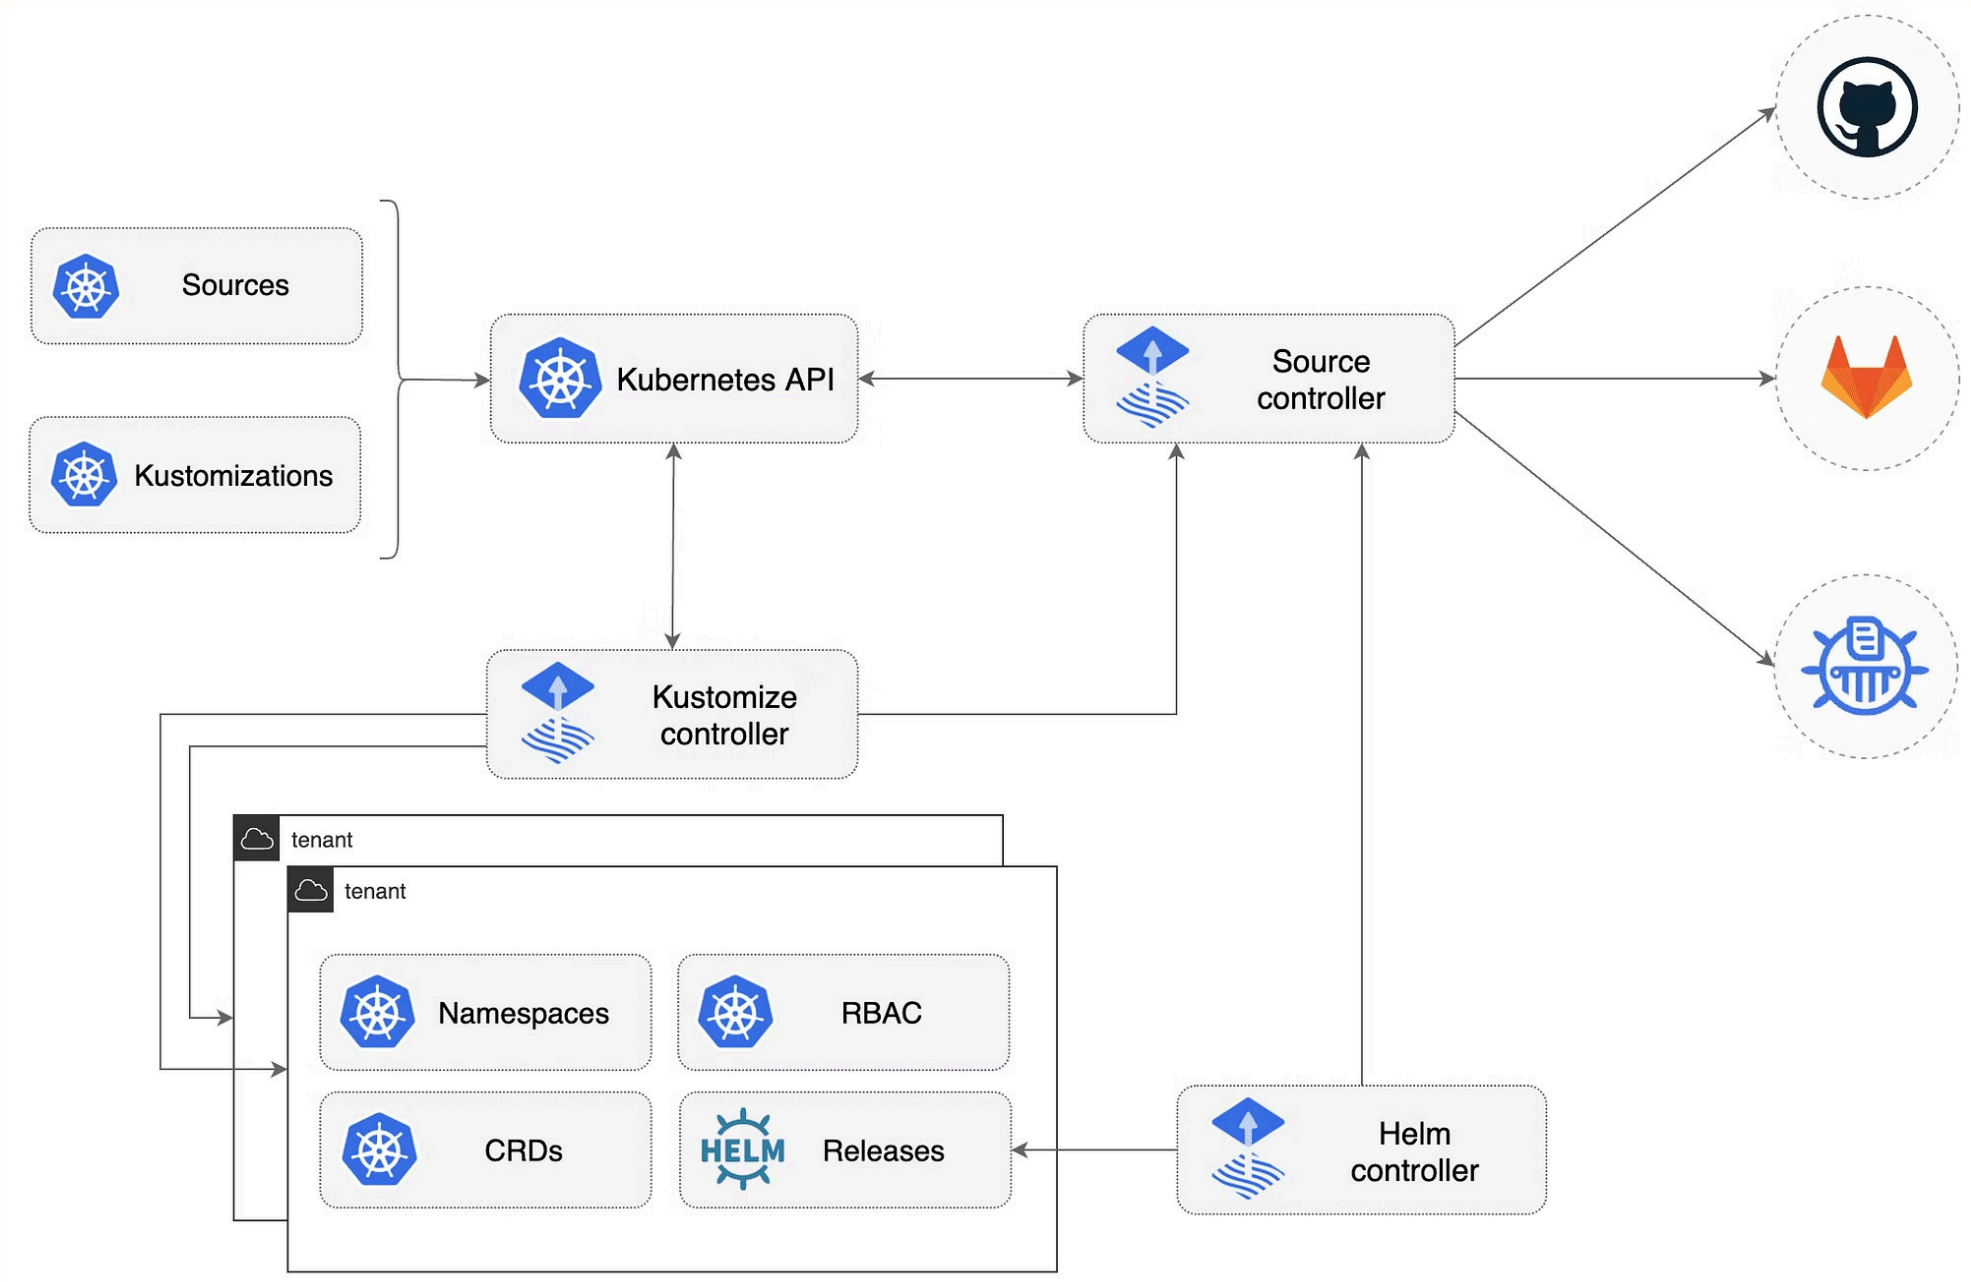 Sources
Kustomizations
Kubernetes API
Source
controller
Kustomize
controller
tenant
tenant
Namespaces
RBAC
CRDs
HELM
Releases
Helm
controller